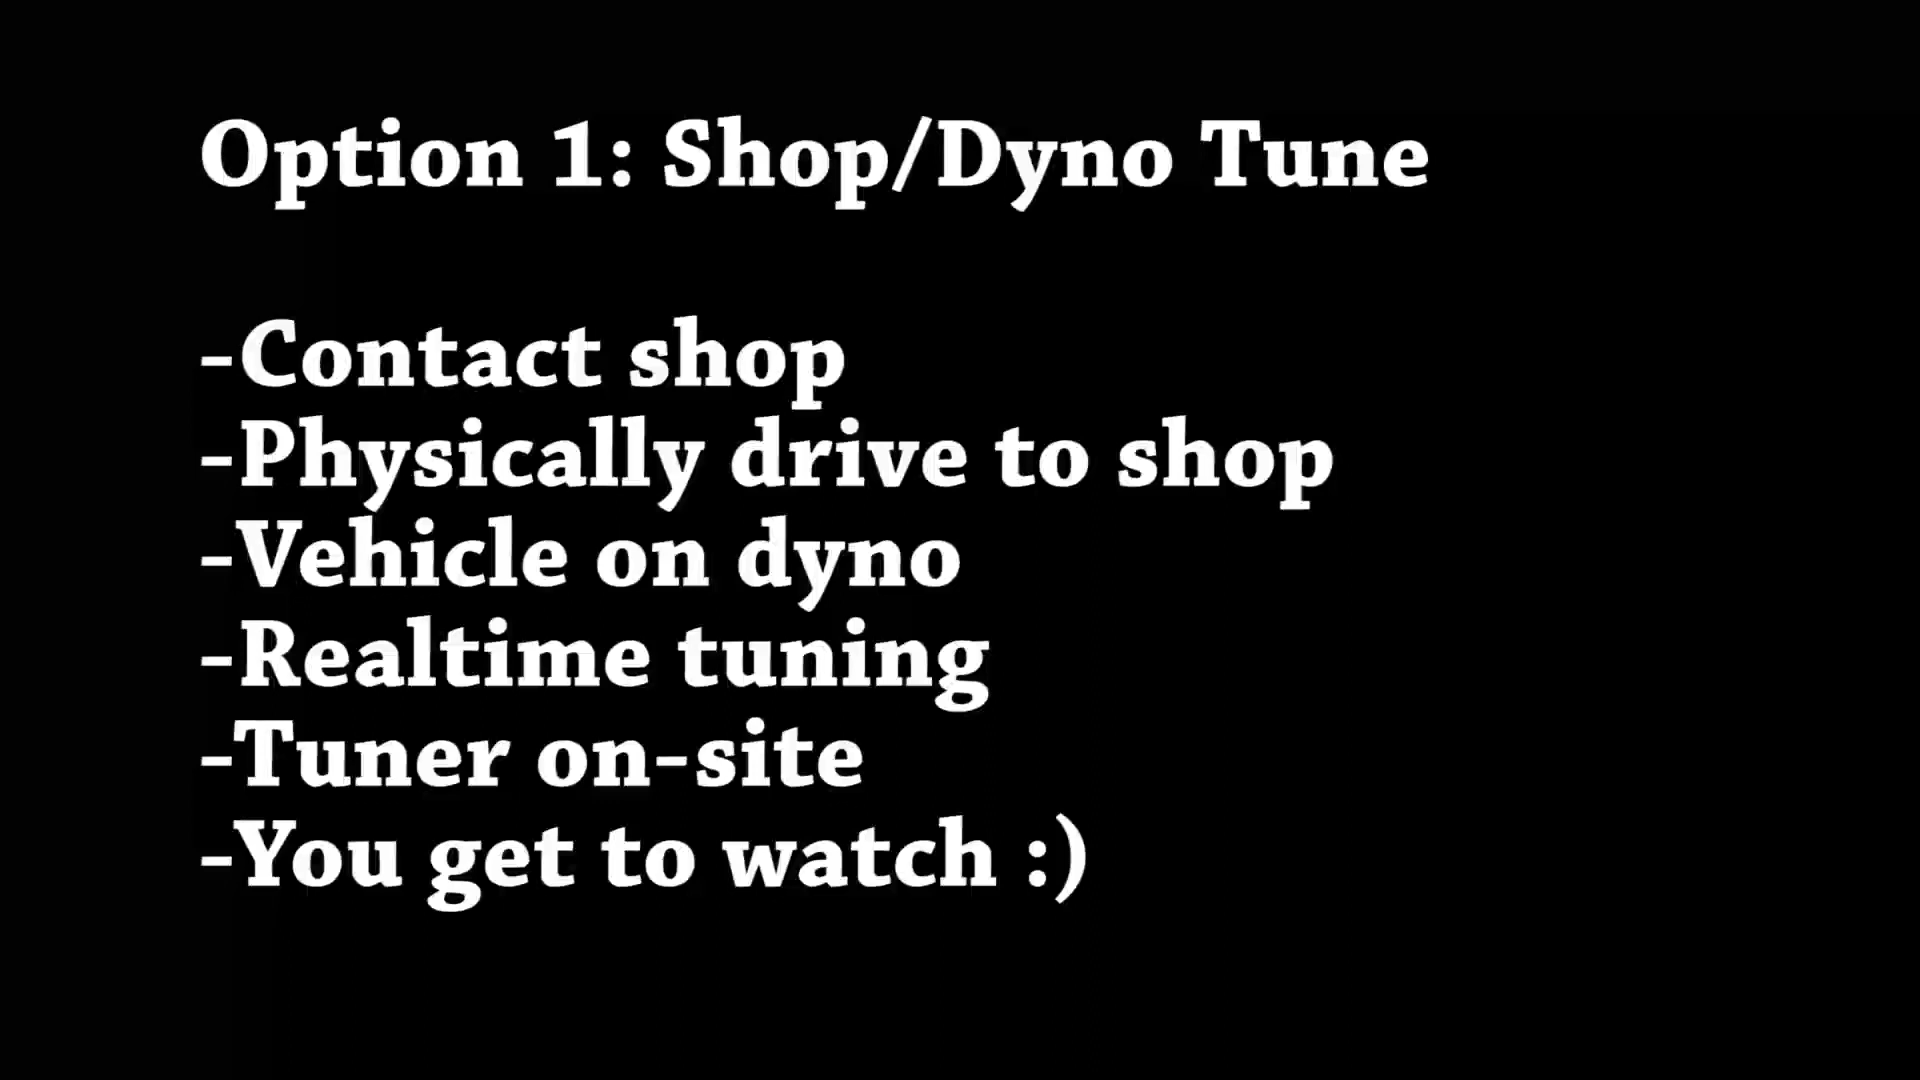 Option 1: Shop/Dyno Tune
-Contact shop
-Physically drive to shop
-Vehicle on dyno
-Realtime tuning
-Tuner on-site
-You get to watch :)